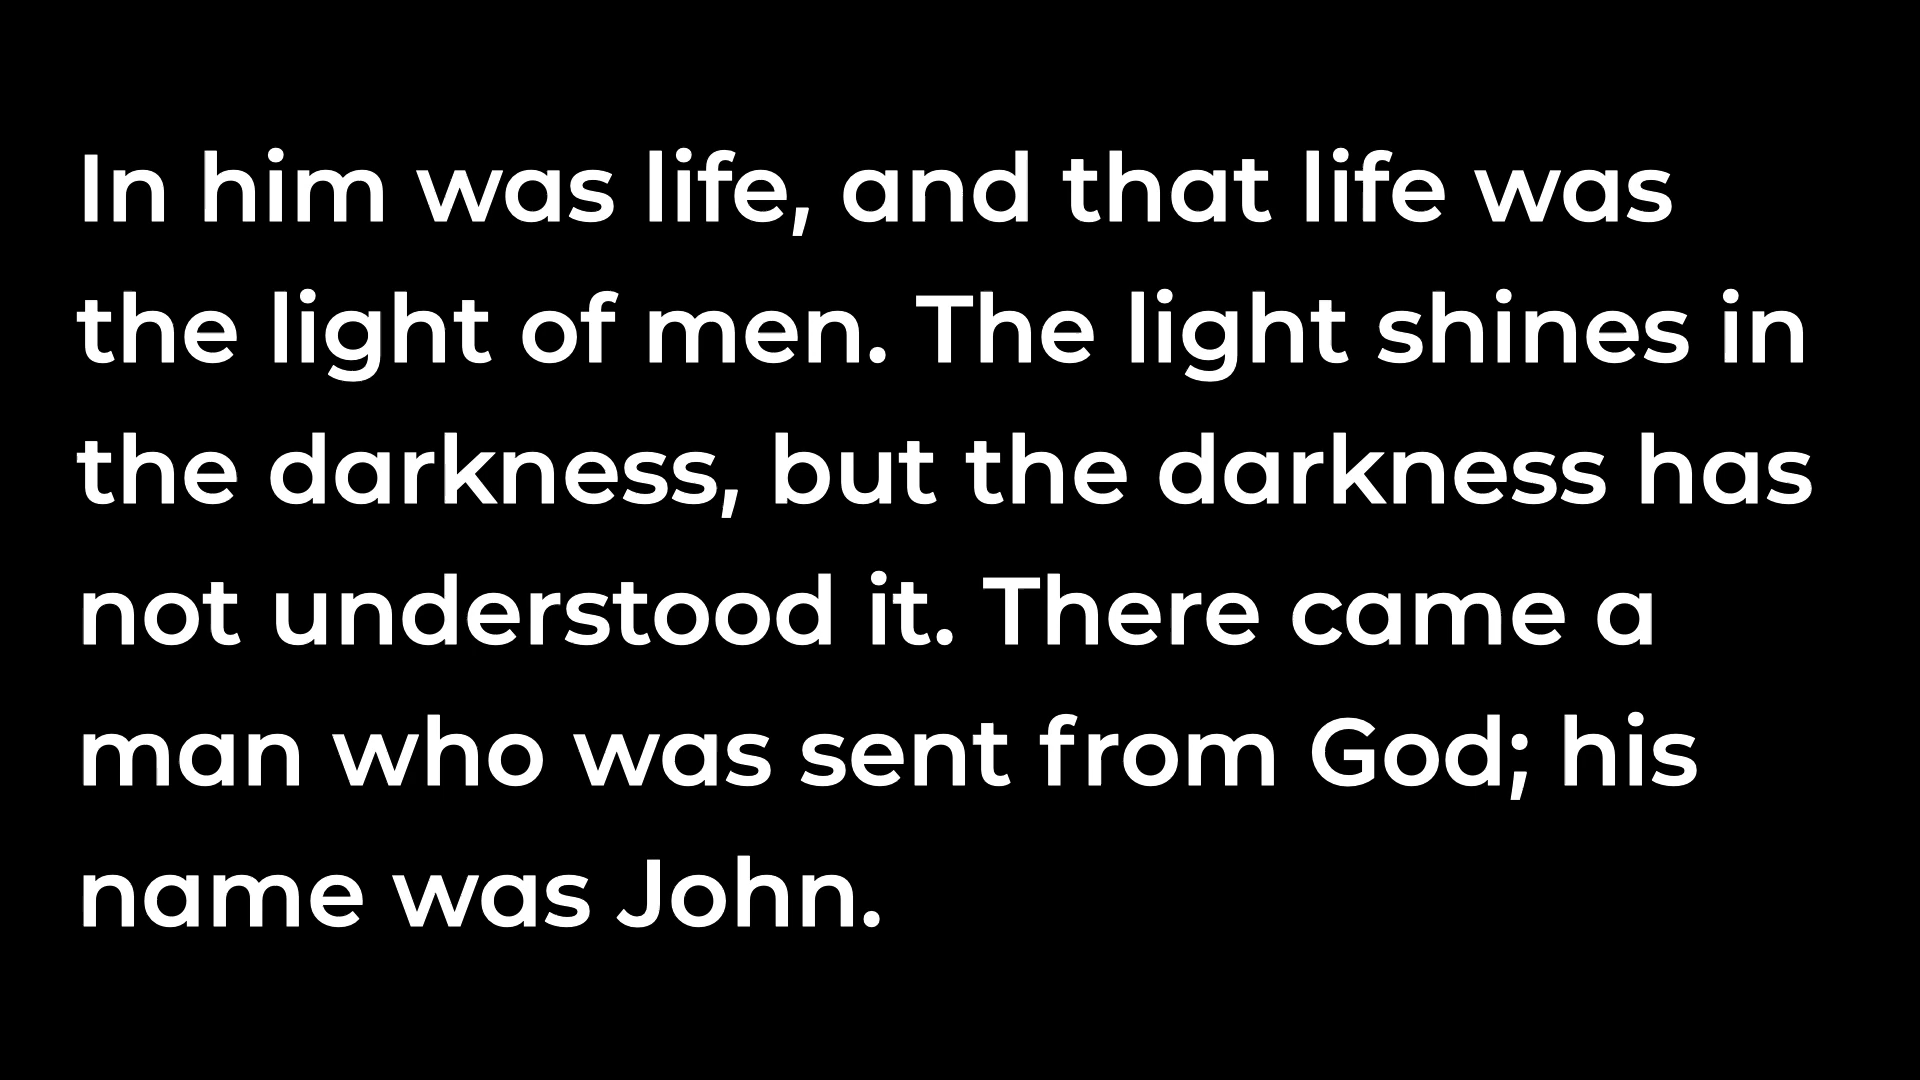 In him was life, and that life was
the light of men. The light shines in
the darkness, but the darkness has
not understood it. There came a
man who was sent from God; his
name was John.